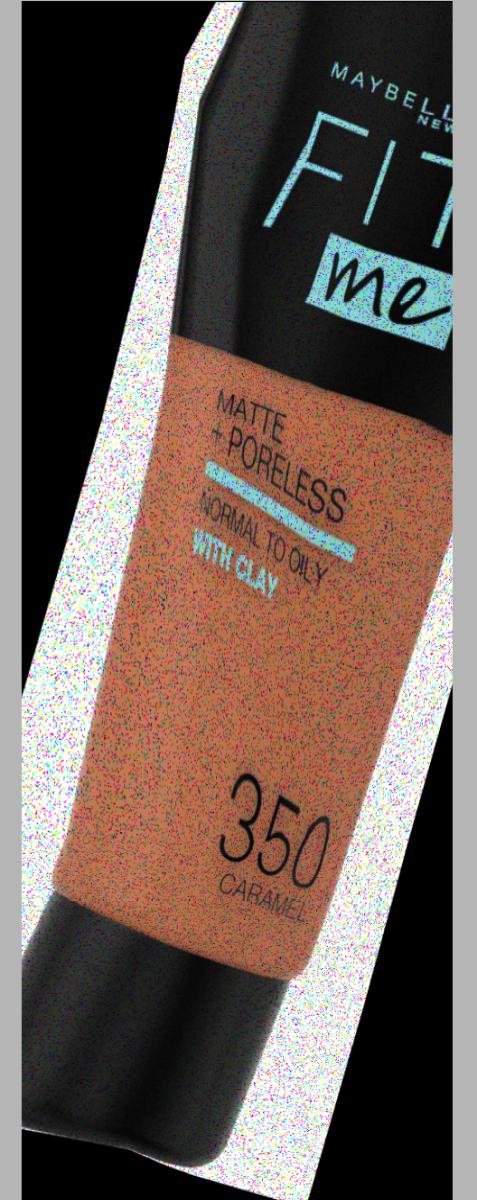 MAYBELL
NEW
FIT
me
MATTE
+ PORELESS
NORMAL TO OILY
WITH CLAY
350
CARAMEL